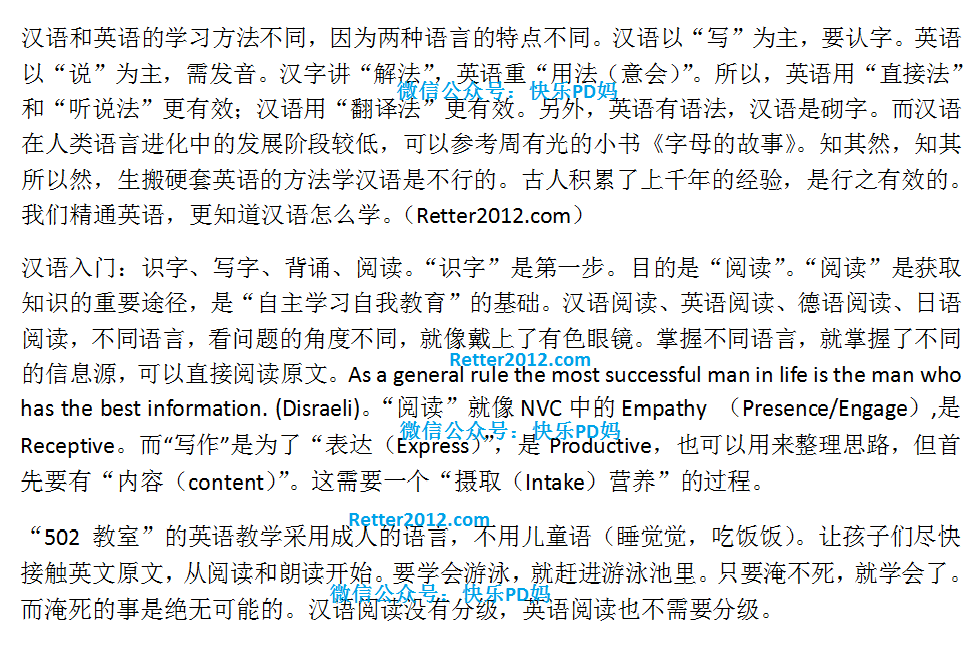 汉语和英语的学习方法不同，因为两种语言的特点不同。汉语以“写”为主，要认字。英语
以“说”为主，需发音。汉字讲“解法”，英语重“用法（意会）”。所以，英语用“直接法”
微信公众号：快乐PD妈
和“听说法”更有效；汉语用“翻译法”更有效。另外，英语有语法，汉语是砌字。而汉语
在人类语言进化中的发展阶段较低，可以参考周有光的小书《字母的故事》。知其然，知其
所以然，生搬硬套英语的方法学汉语是不行的。古人积累了上千年的经验，是行之有效的。
我们精通英语，更知道汉语怎么学。（Retter2012.com）
汉语入门：识字、写字、背诵、阅读。“识字”是第一步。目的是“阅读”。“阅读”是获取
知识的重要途径，是“自主学习自我教育”的基础。汉语阅读、英语阅读、德语阅读、日语
阅读，不同语言，看问题的角度不同，就像戴上了有色眼镜。掌握不同语言，就掌握了不同
Retter2012.com
的信息源，可以直接阅读原文。As a general rule the most successful man in life is the man who
has the best information. (Disraeli)。“阅读”就像 NVC 中的 Empathy （Presence/Engage）,是
微信公众号：快乐PD妈
Receptive。而“写作”是为了“表达（Express）”，是 Productive，也可以用来整理思路，但首
先要有“内容（content）”。这需要一个“摄取（Intake）营养”的过程。
Retter2012.com
“502 教室”的英语教学采用成人的语言，不用儿童语（睡觉觉，吃饭饭）。让孩子们尽快
接触英文原文，从阅读和朗读开始。要学会游泳，就赶进游泳池里。只要淹不死，就学会了。
微信公众号：快乐PD妈
而淹死的事是绝无可能的。汉语阅读没有分级，英语阅读也不需要分级。